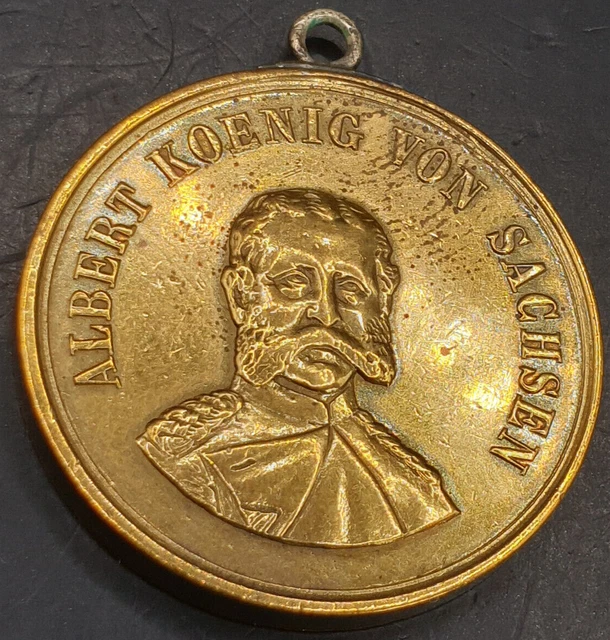 ALBERT KOENIG VON SACHSEN